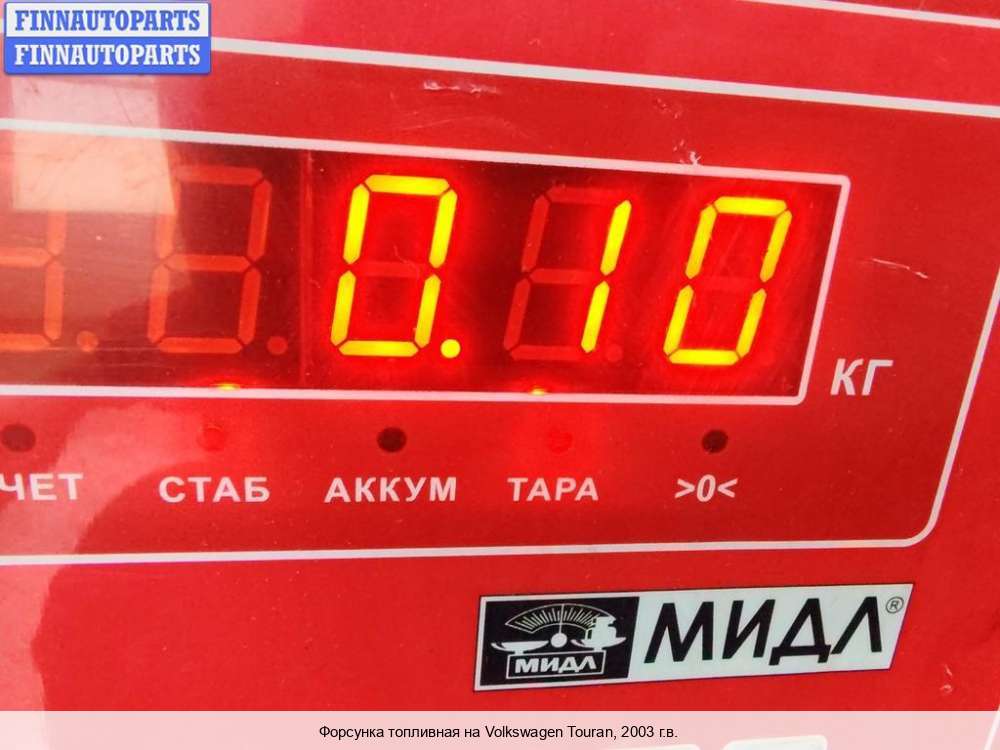 FINNAUTOPARTS
FINNAUTOPARTS
0.10
КГ
ЧЕТ СТАБ АККУМ ТАРА >0<
МИДЛ МИДЛ®
Форсунка топливная на Volkswagen Touran, 2003 г.в.